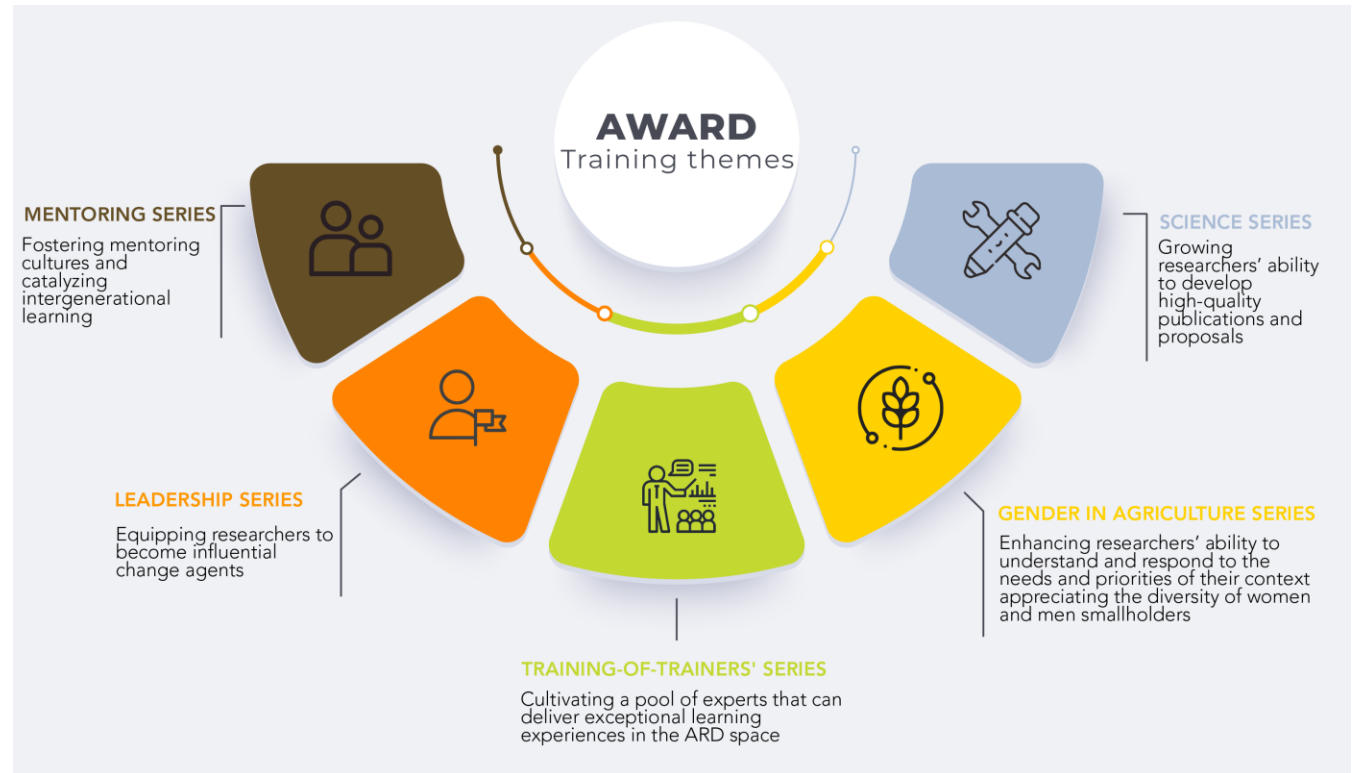 AWARD
Training themes
MENTORING SERIES
Fostering mentoring
cultures and
catalyzing
intergenerational
learning
LEADERSHIP SERIES
Equipping researchers to
become influential
change agents
TRAINING-OF-TRAINERS' SERIES
Cultivating a pool of experts that can
deliver exceptional learning
experiences in the ARD space
GENDER IN AGRICULTURE SERIES
Enhancing researchers’ ability to
understand and respond to the
needs and priorities of their context
appreciating the diversity of women
and men smallholders
SCIENCE SERIES
Growing
researchers’ ability
to develop
high-quality
publications and
proposals